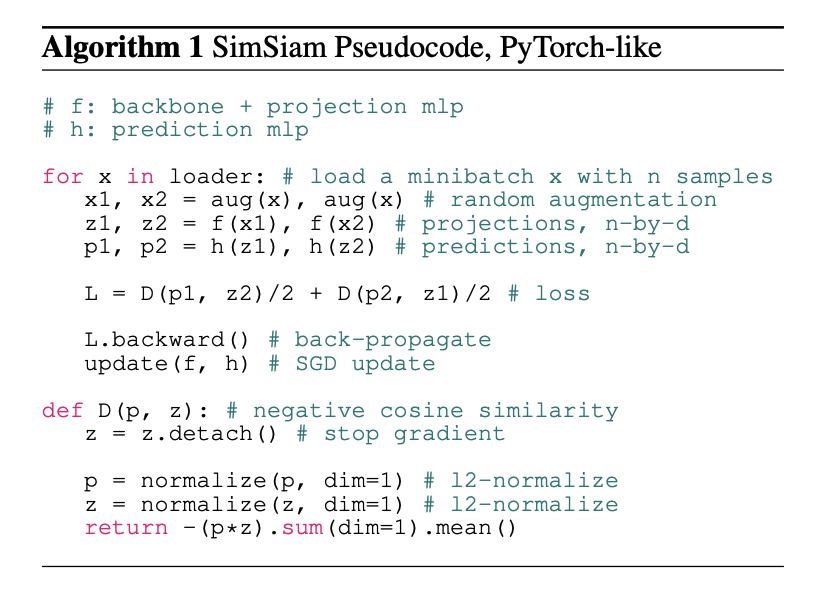 Algorithm 1 SimSiam Pseudocode, PyTorch-like
# f: backbone + projection mlp
# h: prediction mlp
for x in loader: # load a minibatch x with n samples
x1, x2 = aug(x), aug(x) # random augmentation
z1, z2 = f(x1), f(x2) # projections, n-by-d
p1, p2 = h(z1), h(z2) # predictions, n-by-d
L = D(p1, z2)/2 + D(p2, z1)/2 # loss
L.backward() # back-propagate
update(f, h) # SGD update
def D(p, z): # negative cosine similarity
z = z.detach() # stop gradient
p = normalize(p, dim=1) # l2-normalize
z = normalize(z, dim=1) # l2-normalize
return -(p*z).sum(dim=1).mean()